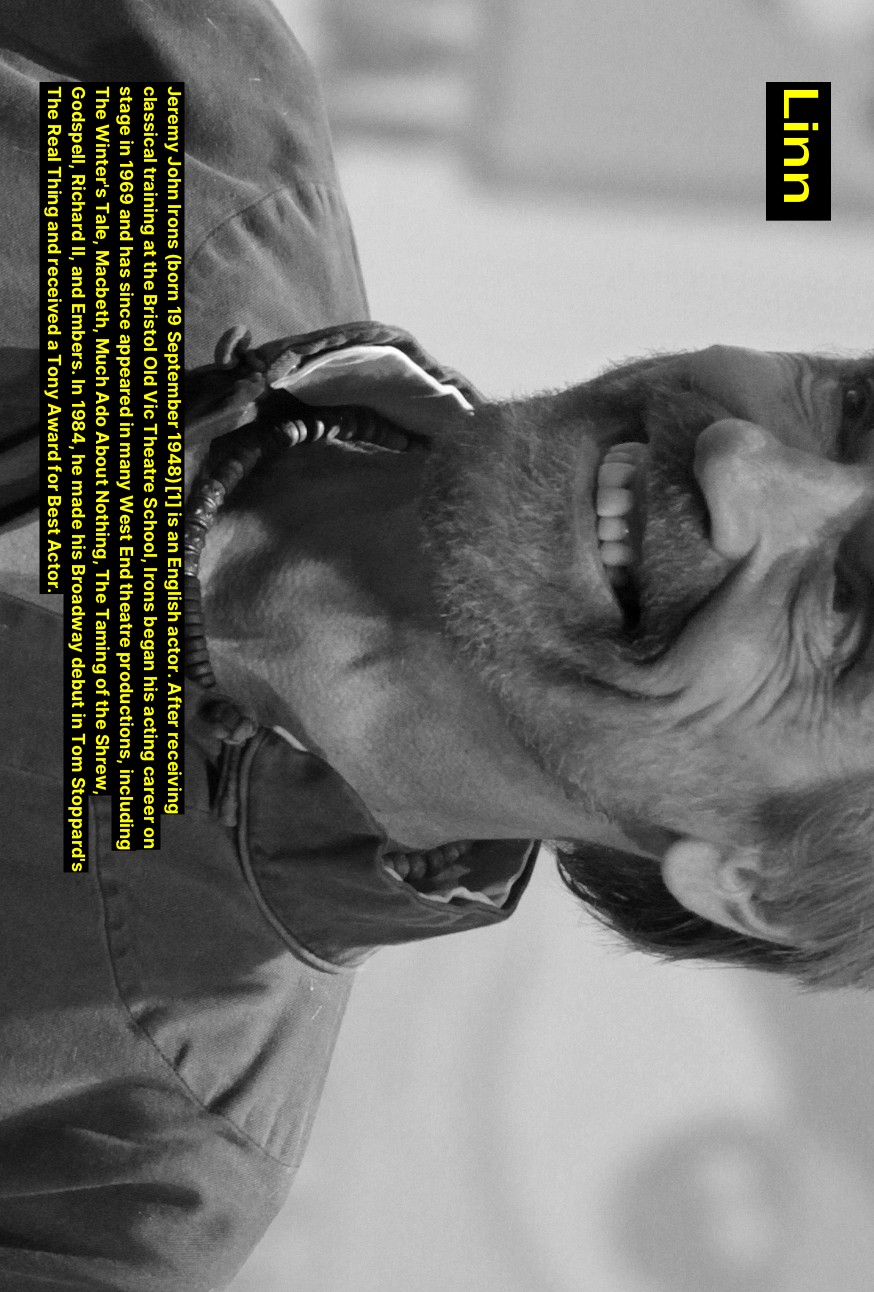 Linn
Jeremy John Irons (born 19 September 1948)[1] is an English actor. After receiving
classical training at the Bristol Old Vic Theatre School, Irons began his acting career on
stage in 1969 and has since appeared in many West End theatre productions, including
The Winter's Tale, Macbeth, Much Ado About Nothing, The Taming of the Shrew,
Godspell, Richard II, and Embers. In 1984, he made his Broadway debut in Tom Stoppard's
The Real Thing and received a Tony Award for Best Actor.